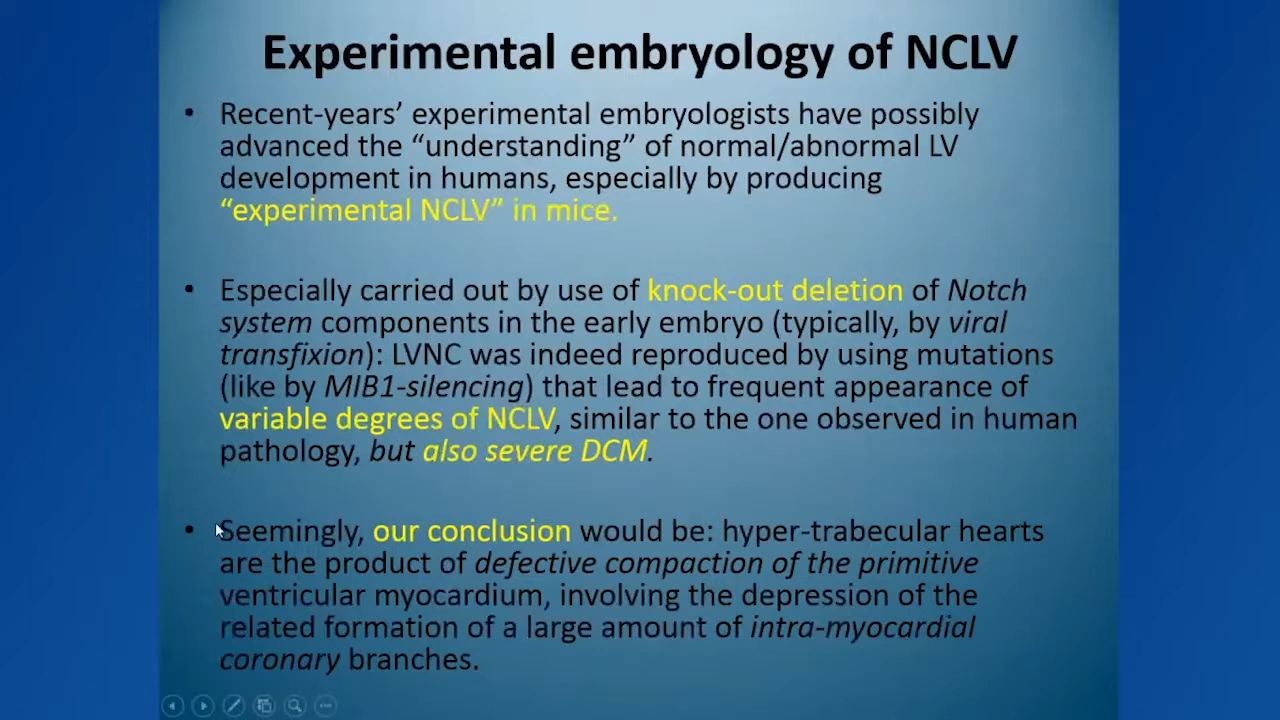 Experimental embryology of NCLV
• Recent-years’ experimental embryologists have possibly
advanced the “understanding” of normal/abnormal LV
development in humans, especially by producing
“experimental NCLV” in mice.
• Especially carried out by use of knock-out deletion of Notch
system components in the early embryo (typically, by viral
transfixion): LVNC was indeed reproduced by using mutations
(like by MIB1-silencing) that lead to frequent appearance of
variable degrees of NCLV, similar to the one observed in human
pathology, but also severe DCM.
• Seemingly, our conclusion would be: hyper-trabecular hearts
are the product of defective compaction of the primitive
ventricular myocardium, involving the depression of the
related formation of a large amount of intra-myocardial
coronary branches.